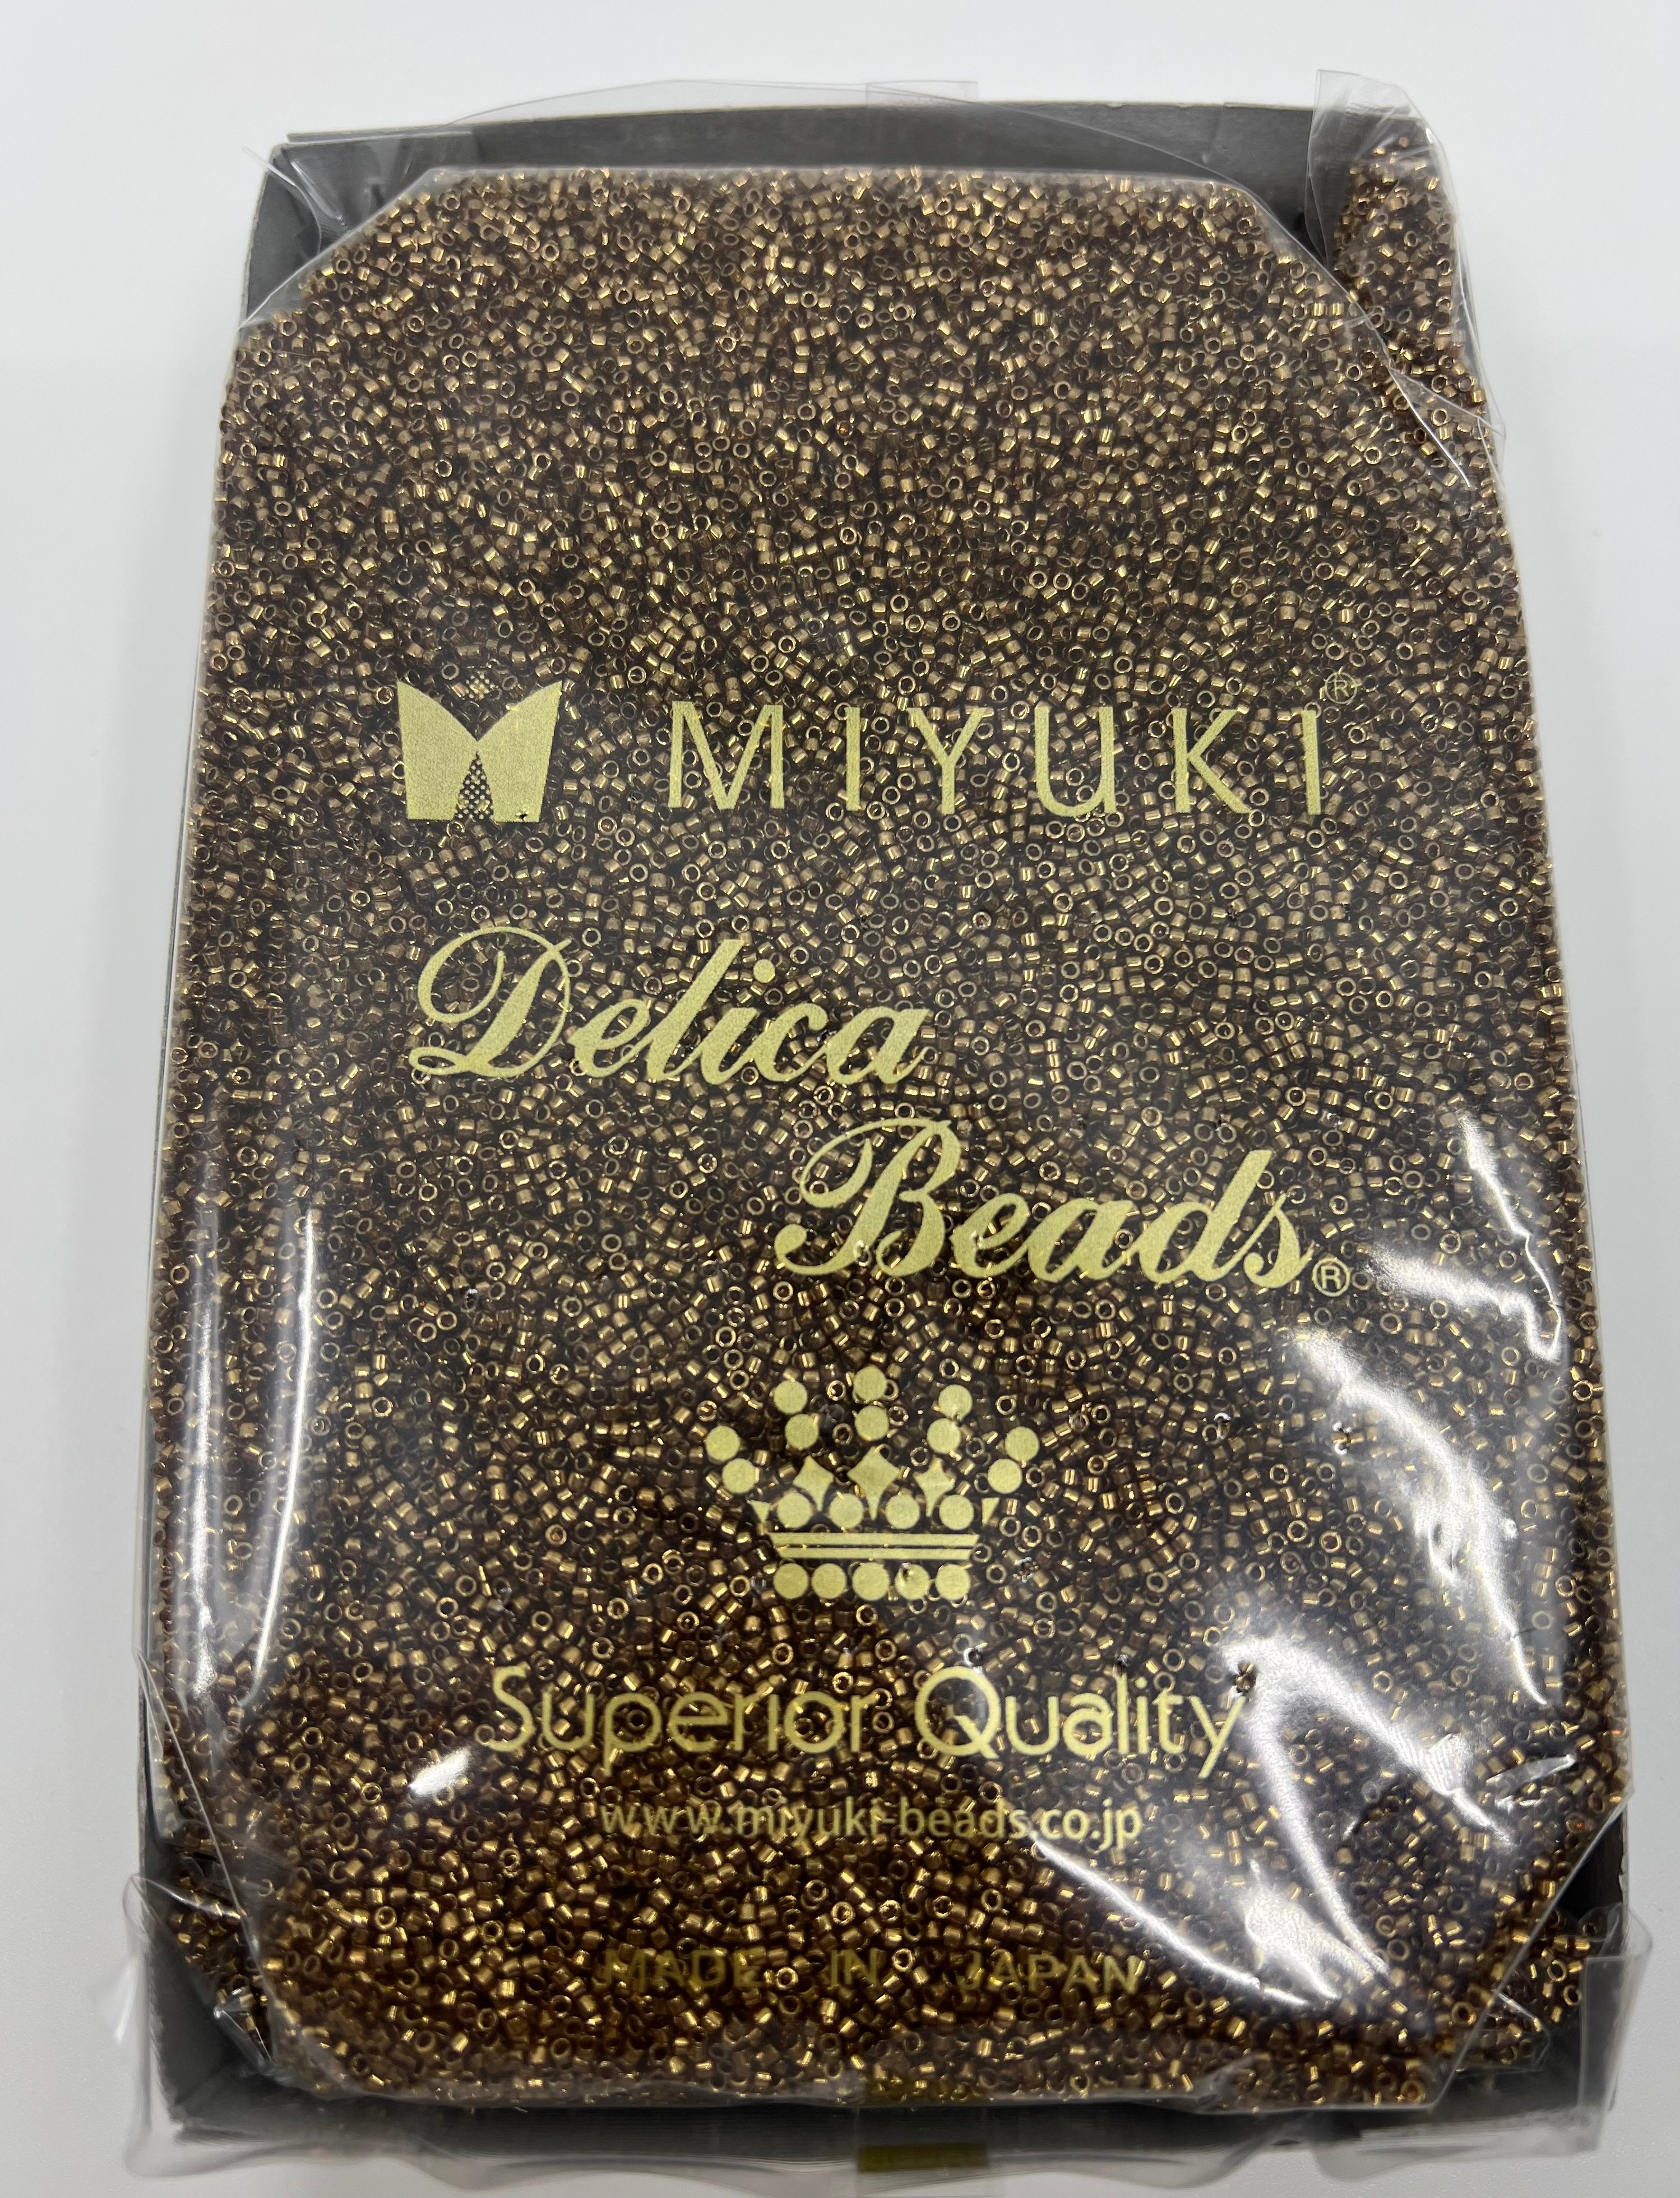 MIYUKI®
Delica
Beads®
Superior Quality
www.miyuki-beads.co.jp
MADE IN JAPAN